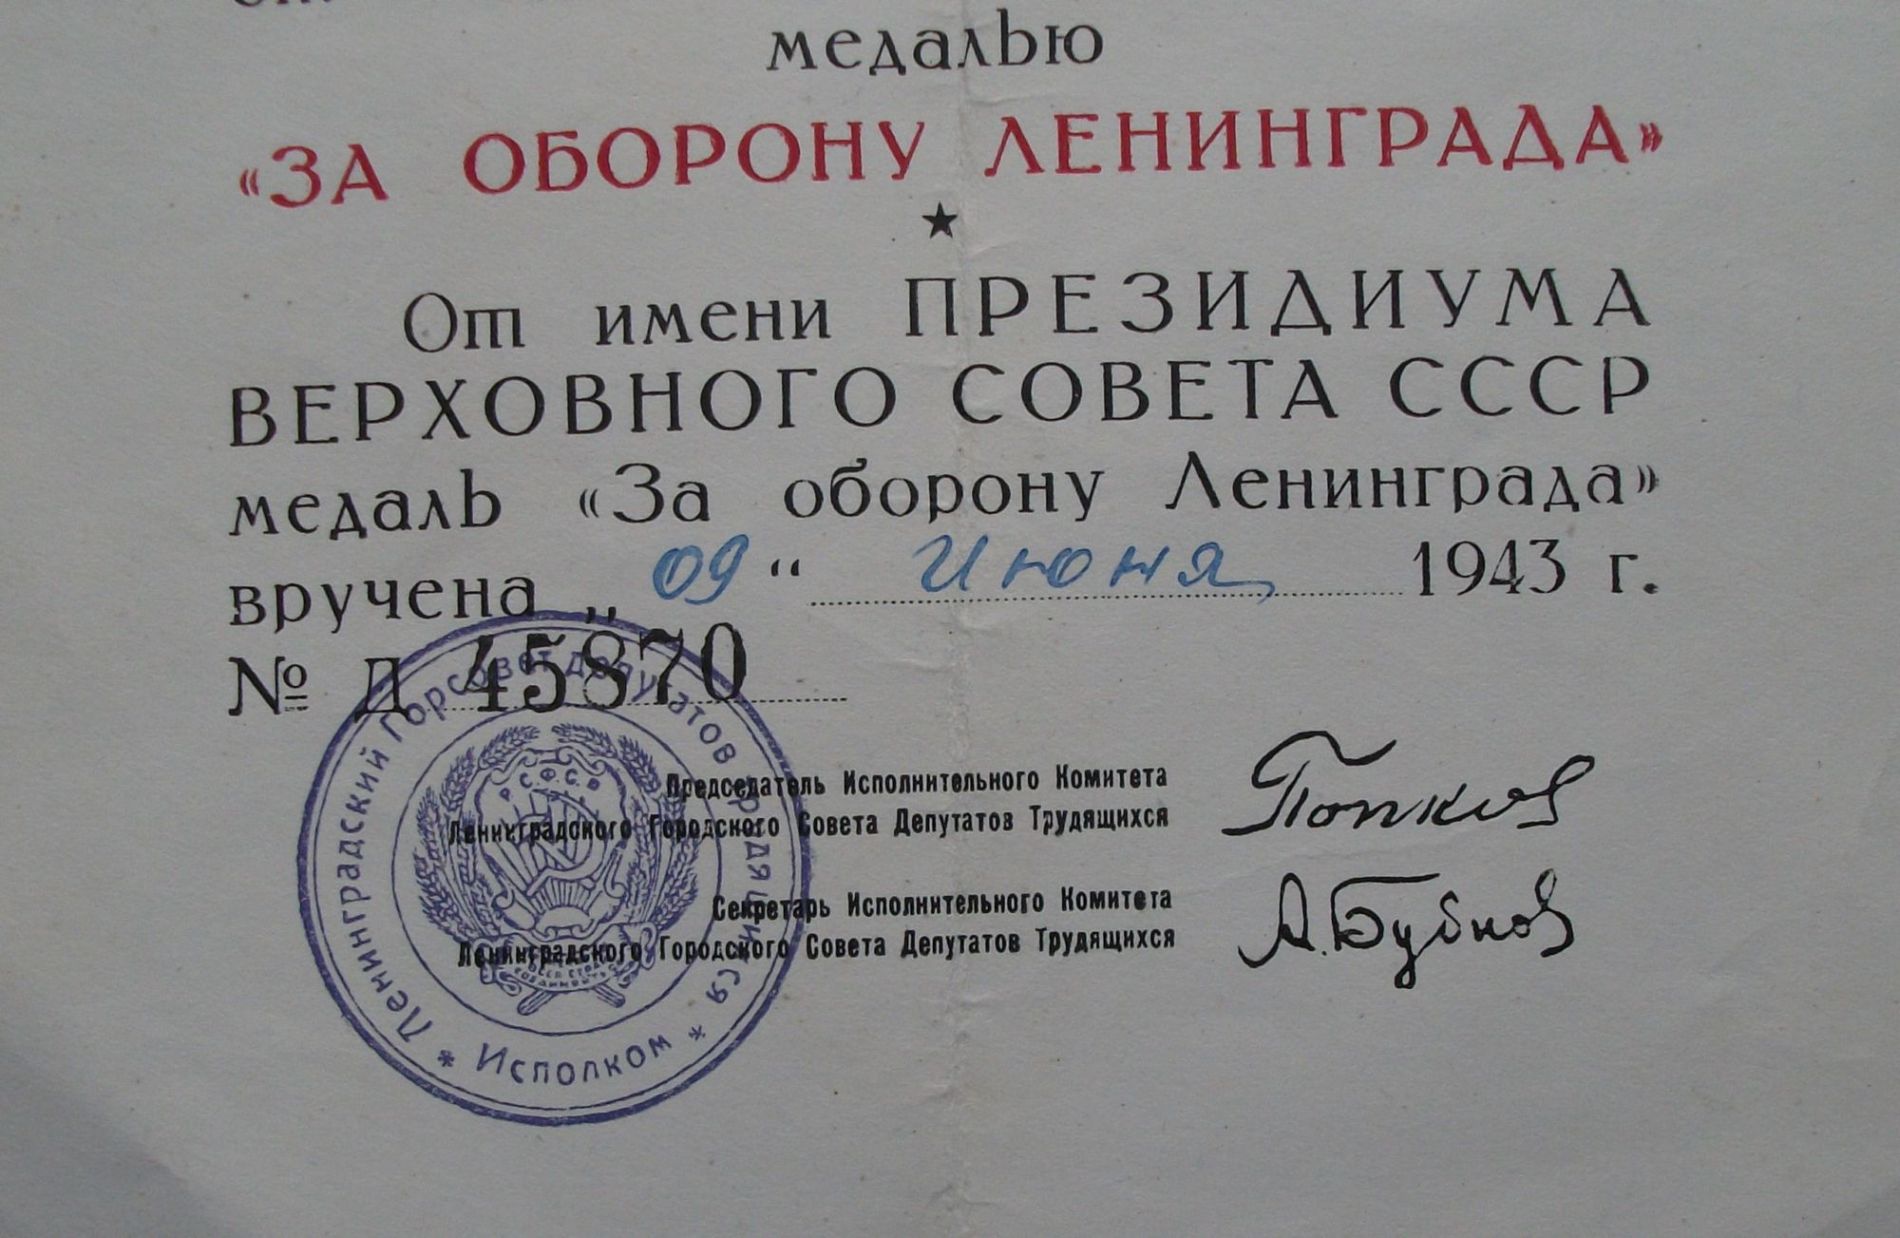 медалью
«ЗА ОБОРОНУ ЛЕНИНГРАДА»
От имени ПРЕЗИДИУМА
ВЕРХОВНОГО СОВЕТА СССР
медаль «За оборону Ленинграда»
вручена „ 09 “ Июня 1943 г.
№ Д 45870
Председатель Исполнительного Комитета
Ленинградского Городского Совета Депутатов Трудящихся
Попков
Секретарь Исполнительного Комитета
Ленинградского Городского Совета Депутатов Трудящихся
А. Бубнов
Ленинградский Горсовет депутатов трудящихся
* Исполком *
Р.С.Ф.С.Р